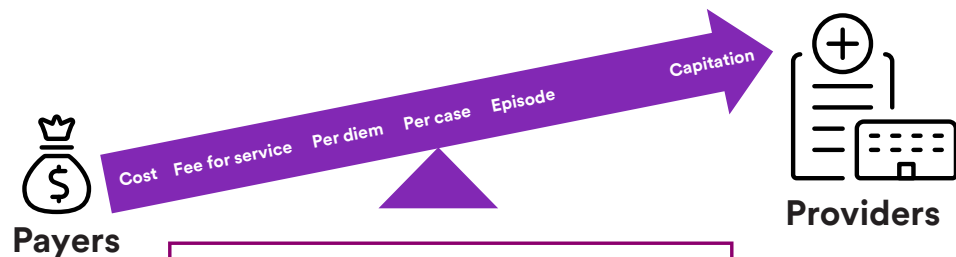 Cost Fee for service Per diem Per case Episode Capitation
$
Payers
Providers